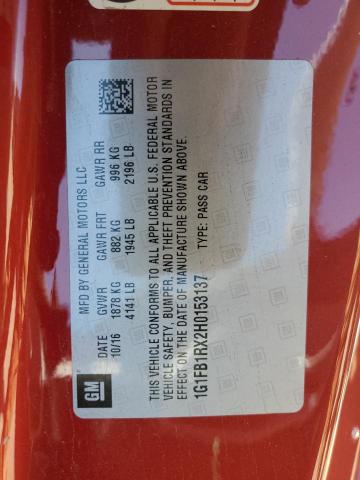 GM
MFD BY GENERAL MOTORS LLC
DATE GVWR GAWR FRT GAWR RR
10/16 1878 KG 882 KG 996 KG
4141 LB 1945 LB 2196 LB
THIS VEHICLE CONFORMS TO ALL APPLICABLE U.S. FEDERAL MOTOR
VEHICLE SAFETY, BUMPER, AND THEFT PREVENTION STANDARDS IN
EFFECT ON THE DATE OF MANUFACTURE SHOWN ABOVE.
1G1FB1RX2H0153137 TYPE: PASS CAR